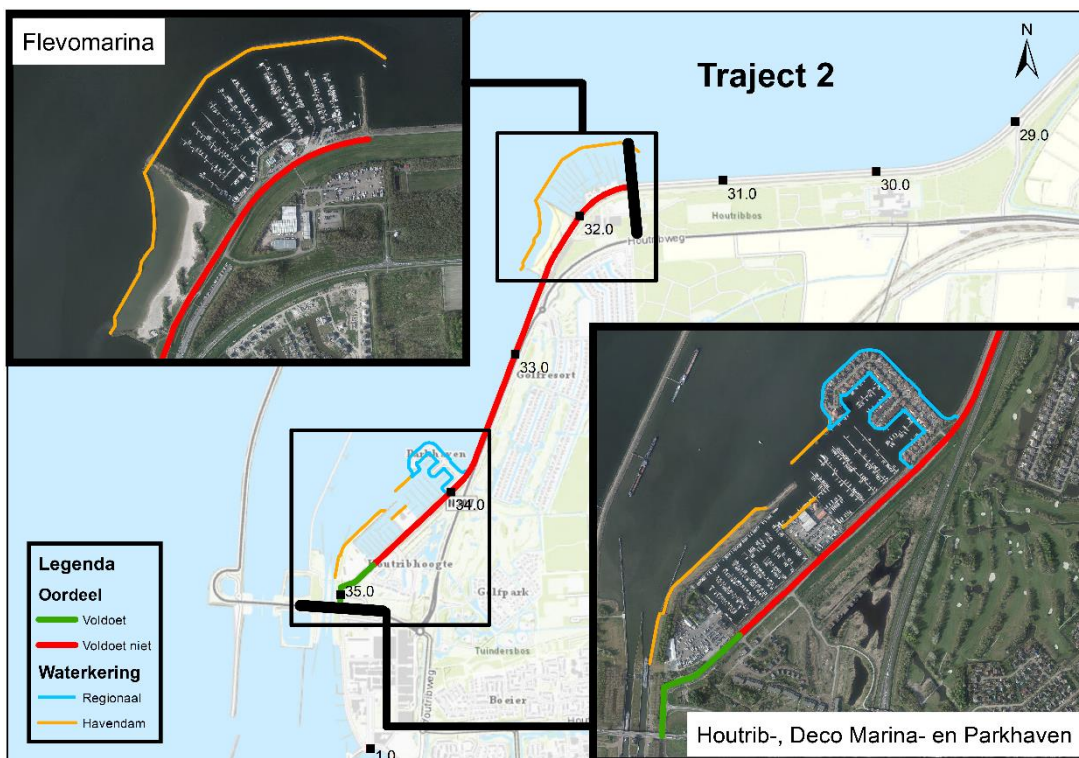 Flevomarina
Traject 2
N
29.0
30.0
31.0
Houtribbos
32.0
Houtribweg
33.0
Golfresort
Parkhaven
34.0
Houtribhoogte
35.0
Golfpark
Tuindersbos
Boeier
1.0
Legenda
Oordeel
Voldoet
Voldoet niet
Waterkering
Regionaal
Havendam
Houtrib-, Deco Marina- en Parkhaven